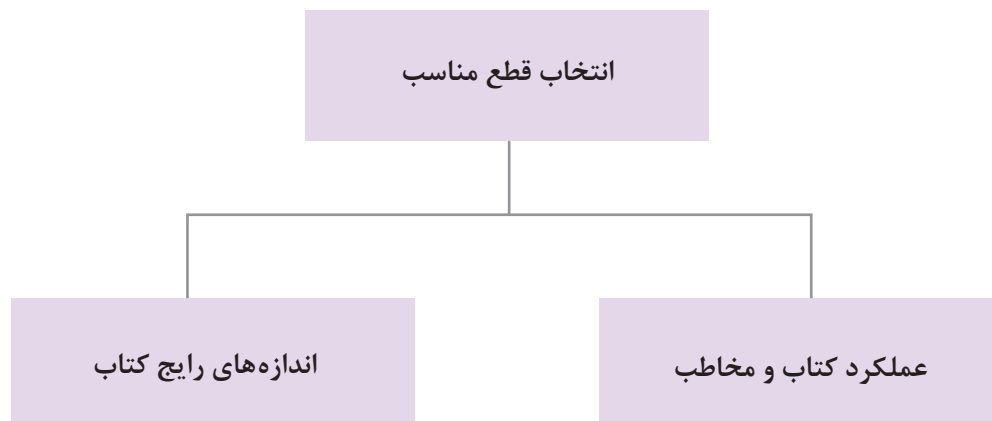 انتخاب قطع مناسب
عملکرد کتاب و مخاطب
اندازه‌های رایج کتاب